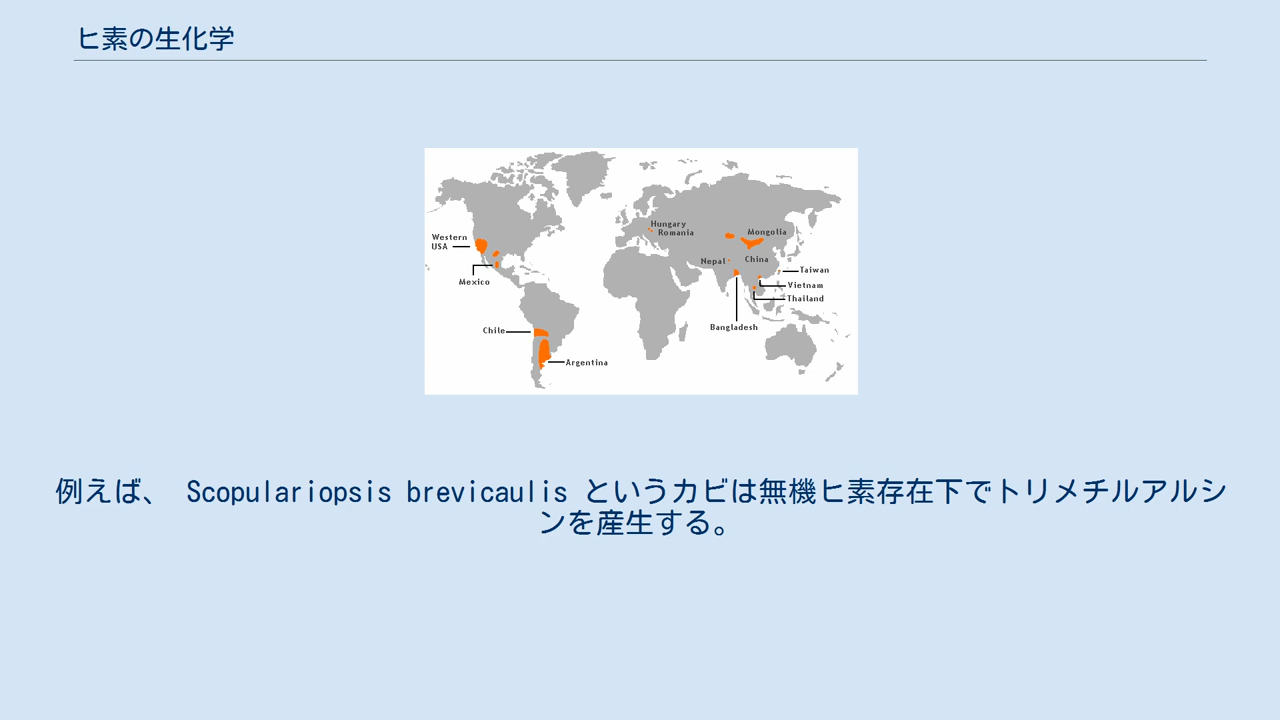 ヒ素の生化学
Hungary
Romania
Western
USA
Mongolia
Nepal
China
Taiwan
Mexico
Vietnam
Thailand
Bangladesh
Chile
Argentina
例えば、 Scopulariopsis brevicaulis というカビは無機ヒ素存在下でトリメチルアルシ
ンを産生する。